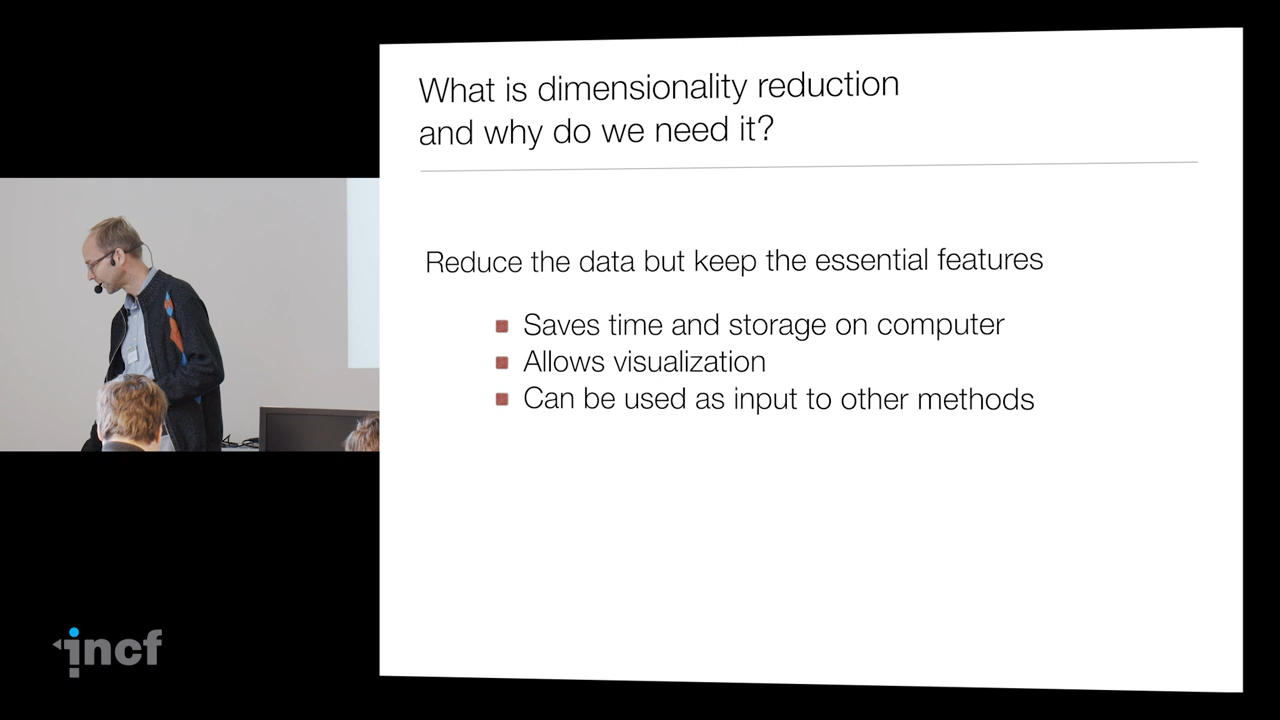 What is dimensionality reduction
and why do we need it?
Reduce the data but keep the essential features
Saves time and storage on computer
Allows visualization
Can be used as input to other methods
incf